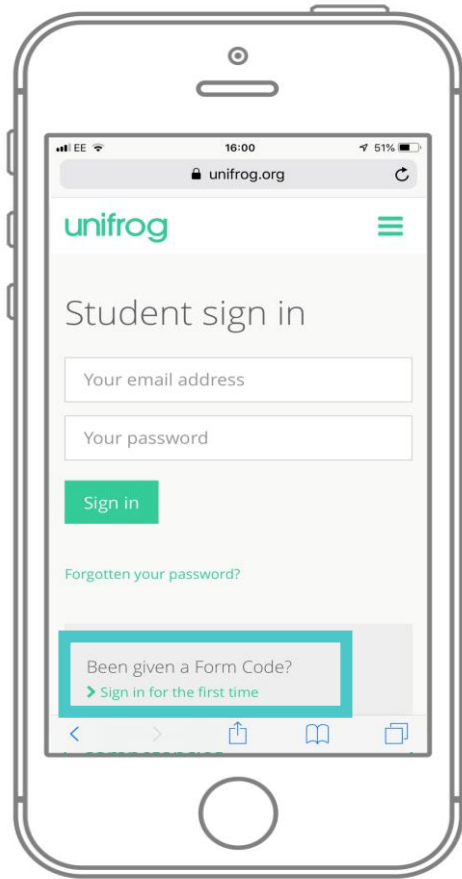 EE 16:00 51%
unifrog.org
unifrog
Student sign in
Your email address
Your password
Sign in
Forgotten your password?
Been given a Form Code?
Sign in for the first time